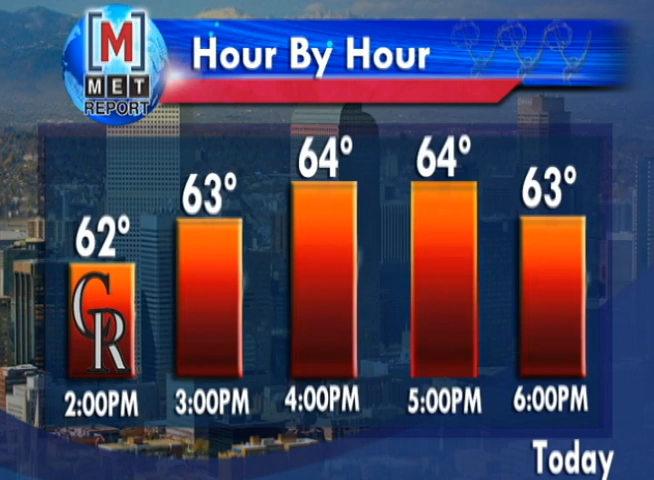 [M]
MET
REPORT
Hour By Hour
62° 63° 64° 64° 63°
CR
2:00PM 3:00PM 4:00PM 5:00PM 6:00PM
Today